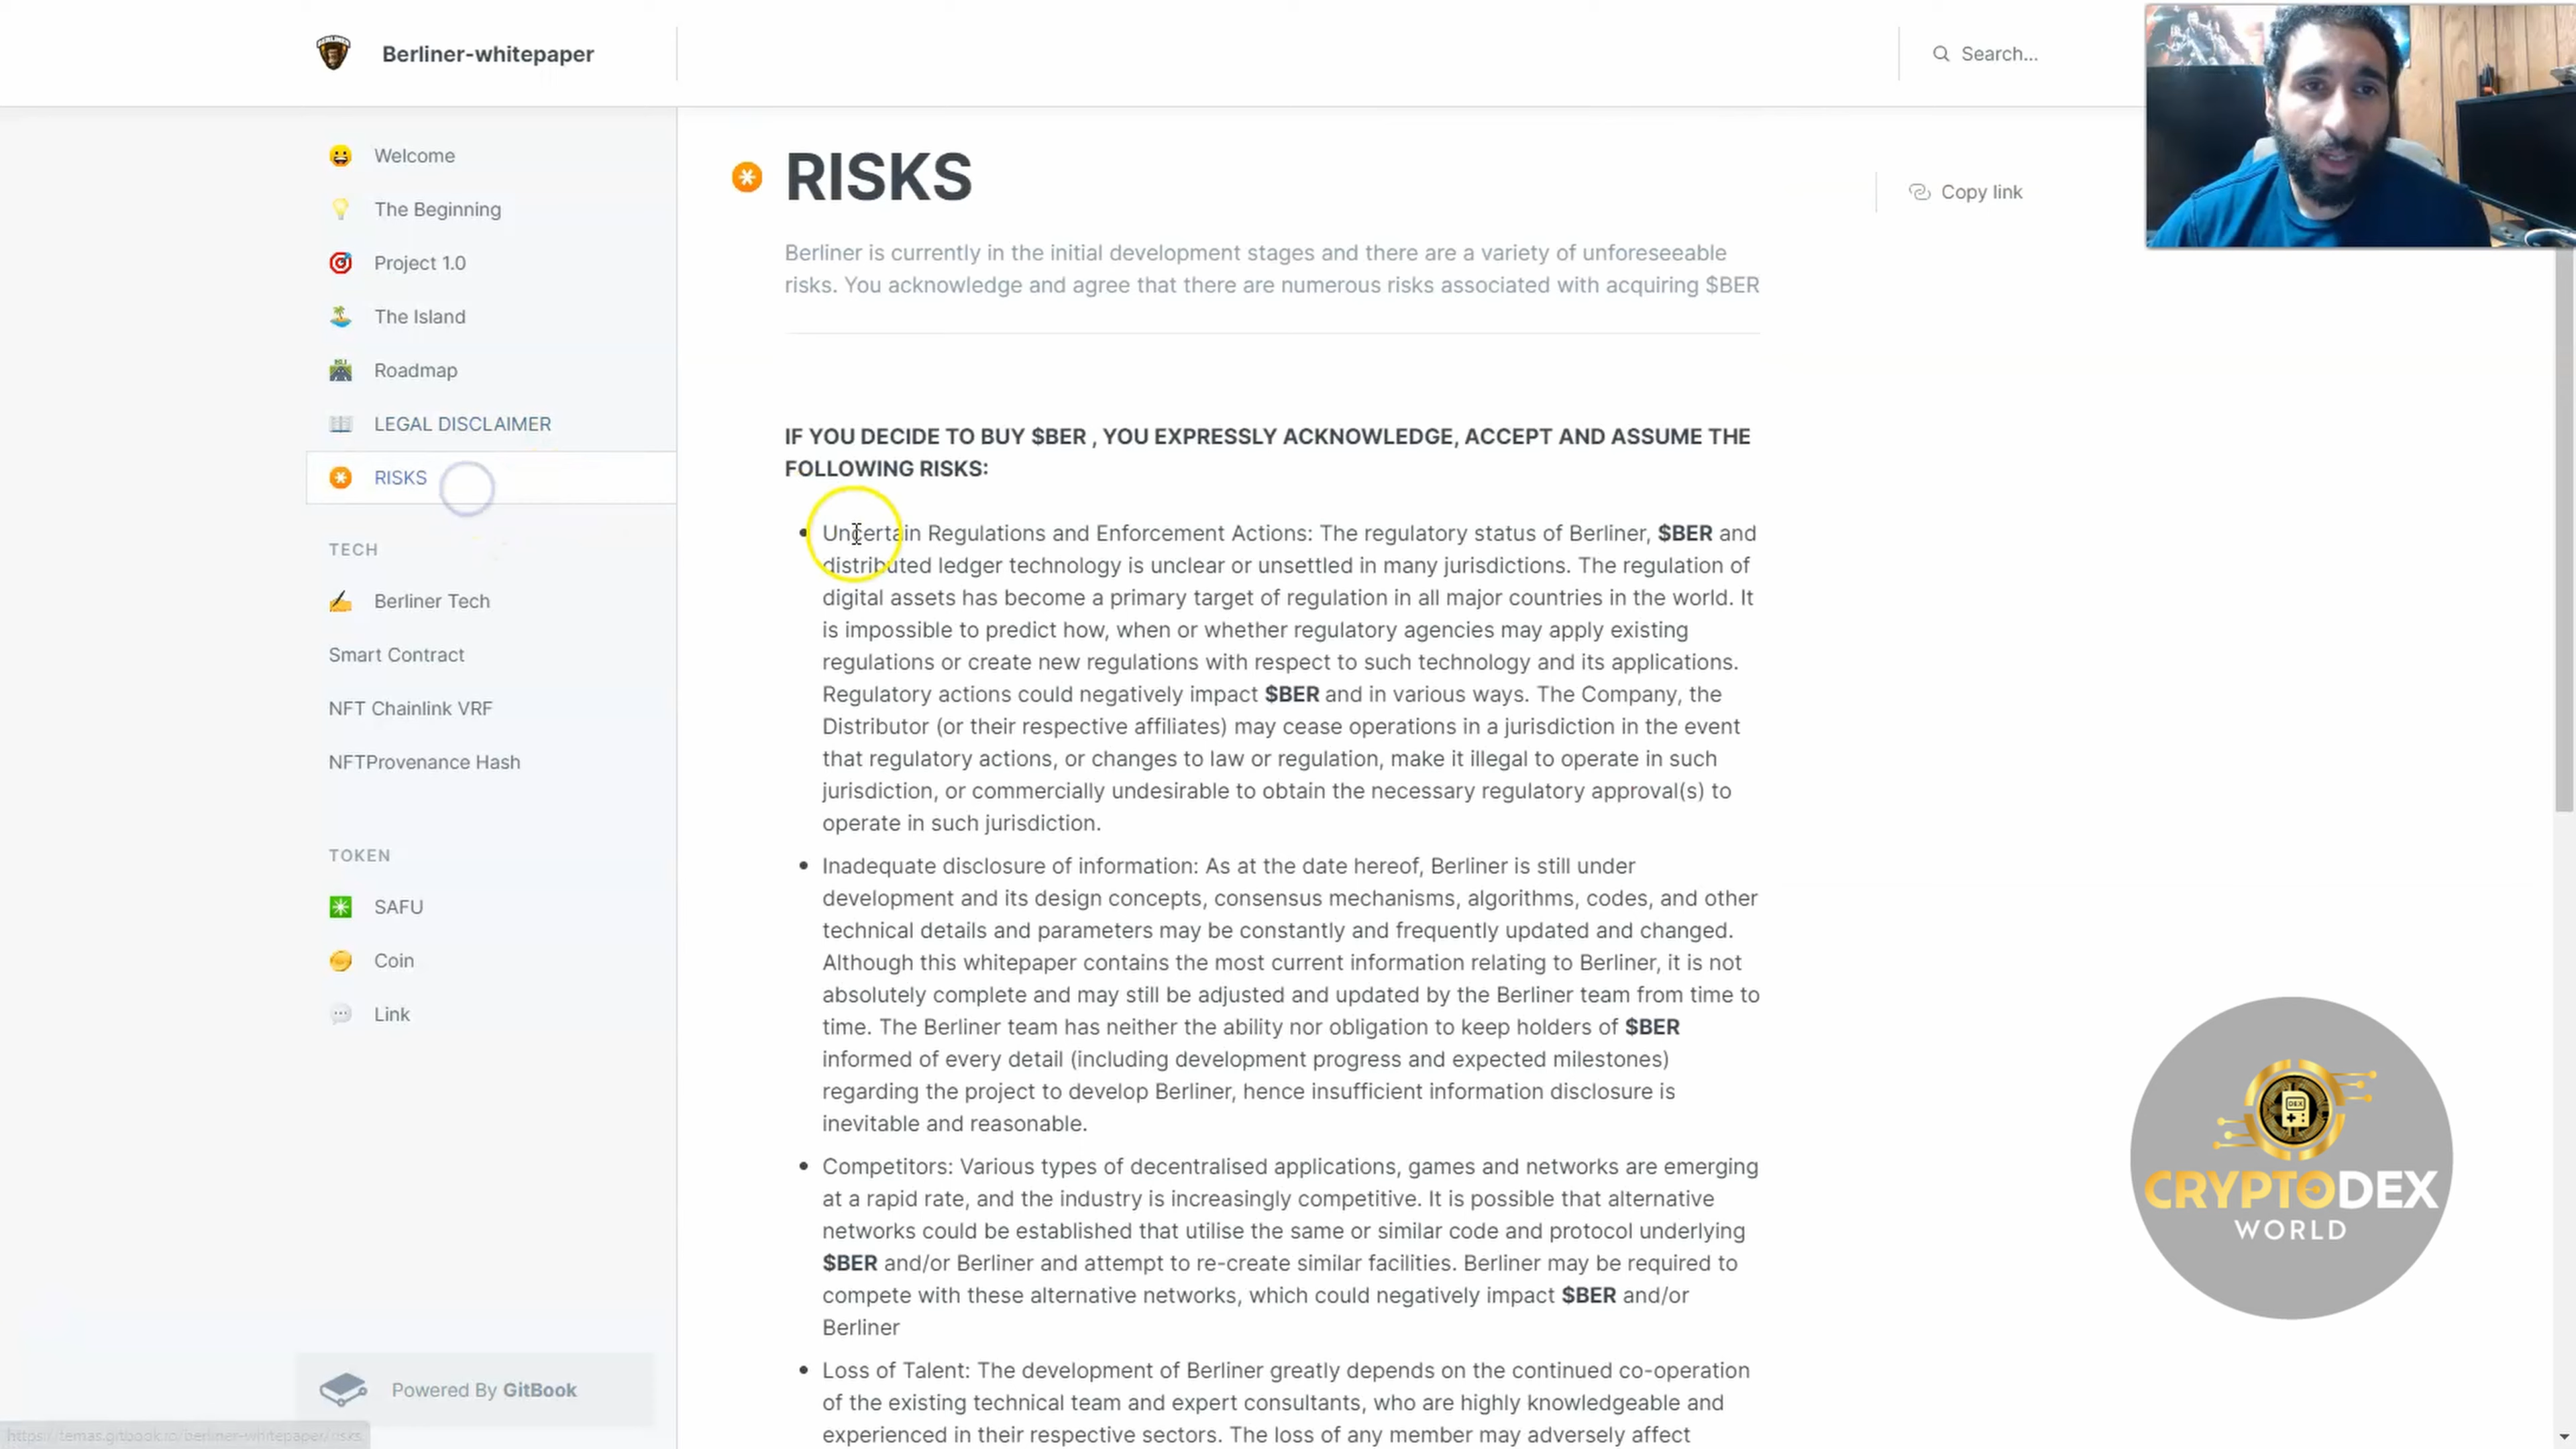 Berliner-whitepaper
Search...
Welcome
The Beginning
Project 1.0
The Island
Roadmap
LEGAL DISCLAIMER
RISKS
TECH
Berliner Tech
Smart Contract
NFT Chainlink VRF
NFTProvenance Hash
TOKEN
SAFU
Coin
Link
Powered By GitBook
https://temas.gitbook.io/berliner-whitepaper/risks
RISKS
Copy link
Berliner is currently in the initial development stages and there are a variety of unforeseeable
risks. You acknowledge and agree that there are numerous risks associated with acquiring $BER
IF YOU DECIDE TO BUY $BER , YOU EXPRESSLY ACKNOWLEDGE, ACCEPT AND ASSUME THE
FOLLOWING RISKS:
• Uncertain Regulations and Enforcement Actions: The regulatory status of Berliner, $BER and
distributed ledger technology is unclear or unsettled in many jurisdictions. The regulation of
digital assets has become a primary target of regulation in all major countries in the world. It
is impossible to predict how, when or whether regulatory agencies may apply existing
regulations or create new regulations with respect to such technology and its applications.
Regulatory actions could negatively impact $BER and in various ways. The Company, the
Distributor (or their respective affiliates) may cease operations in a jurisdiction in the event
that regulatory actions, or changes to law or regulation, make it illegal to operate in such
jurisdiction, or commercially undesirable to obtain the necessary regulatory approval(s) to
operate in such jurisdiction.
• Inadequate disclosure of information: As at the date hereof, Berliner is still under
development and its design concepts, consensus mechanisms, algorithms, codes, and other
technical details and parameters may be constantly and frequently updated and changed.
Although this whitepaper contains the most current information relating to Berliner, it is not
absolutely complete and may still be adjusted and updated by the Berliner team from time to
time. The Berliner team has neither the ability nor obligation to keep holders of $BER
informed of every detail (including development progress and expected milestones)
regarding the project to develop Berliner, hence insufficient information disclosure is
inevitable and reasonable.
• Competitors: Various types of decentralised applications, games and networks are emerging
at a rapid rate, and the industry is increasingly competitive. It is possible that alternative
networks could be established that utilise the same or similar code and protocol underlying
$BER and/or Berliner and attempt to re-create similar facilities. Berliner may be required to
compete with these alternative networks, which could negatively impact $BER and/or
Berliner
• Loss of Talent: The development of Berliner greatly depends on the continued co-operation
of the existing technical team and expert consultants, who are highly knowledgeable and
experienced in their respective sectors. The loss of any member may adversely affect
DEX
CRYPTODEX
WORLD